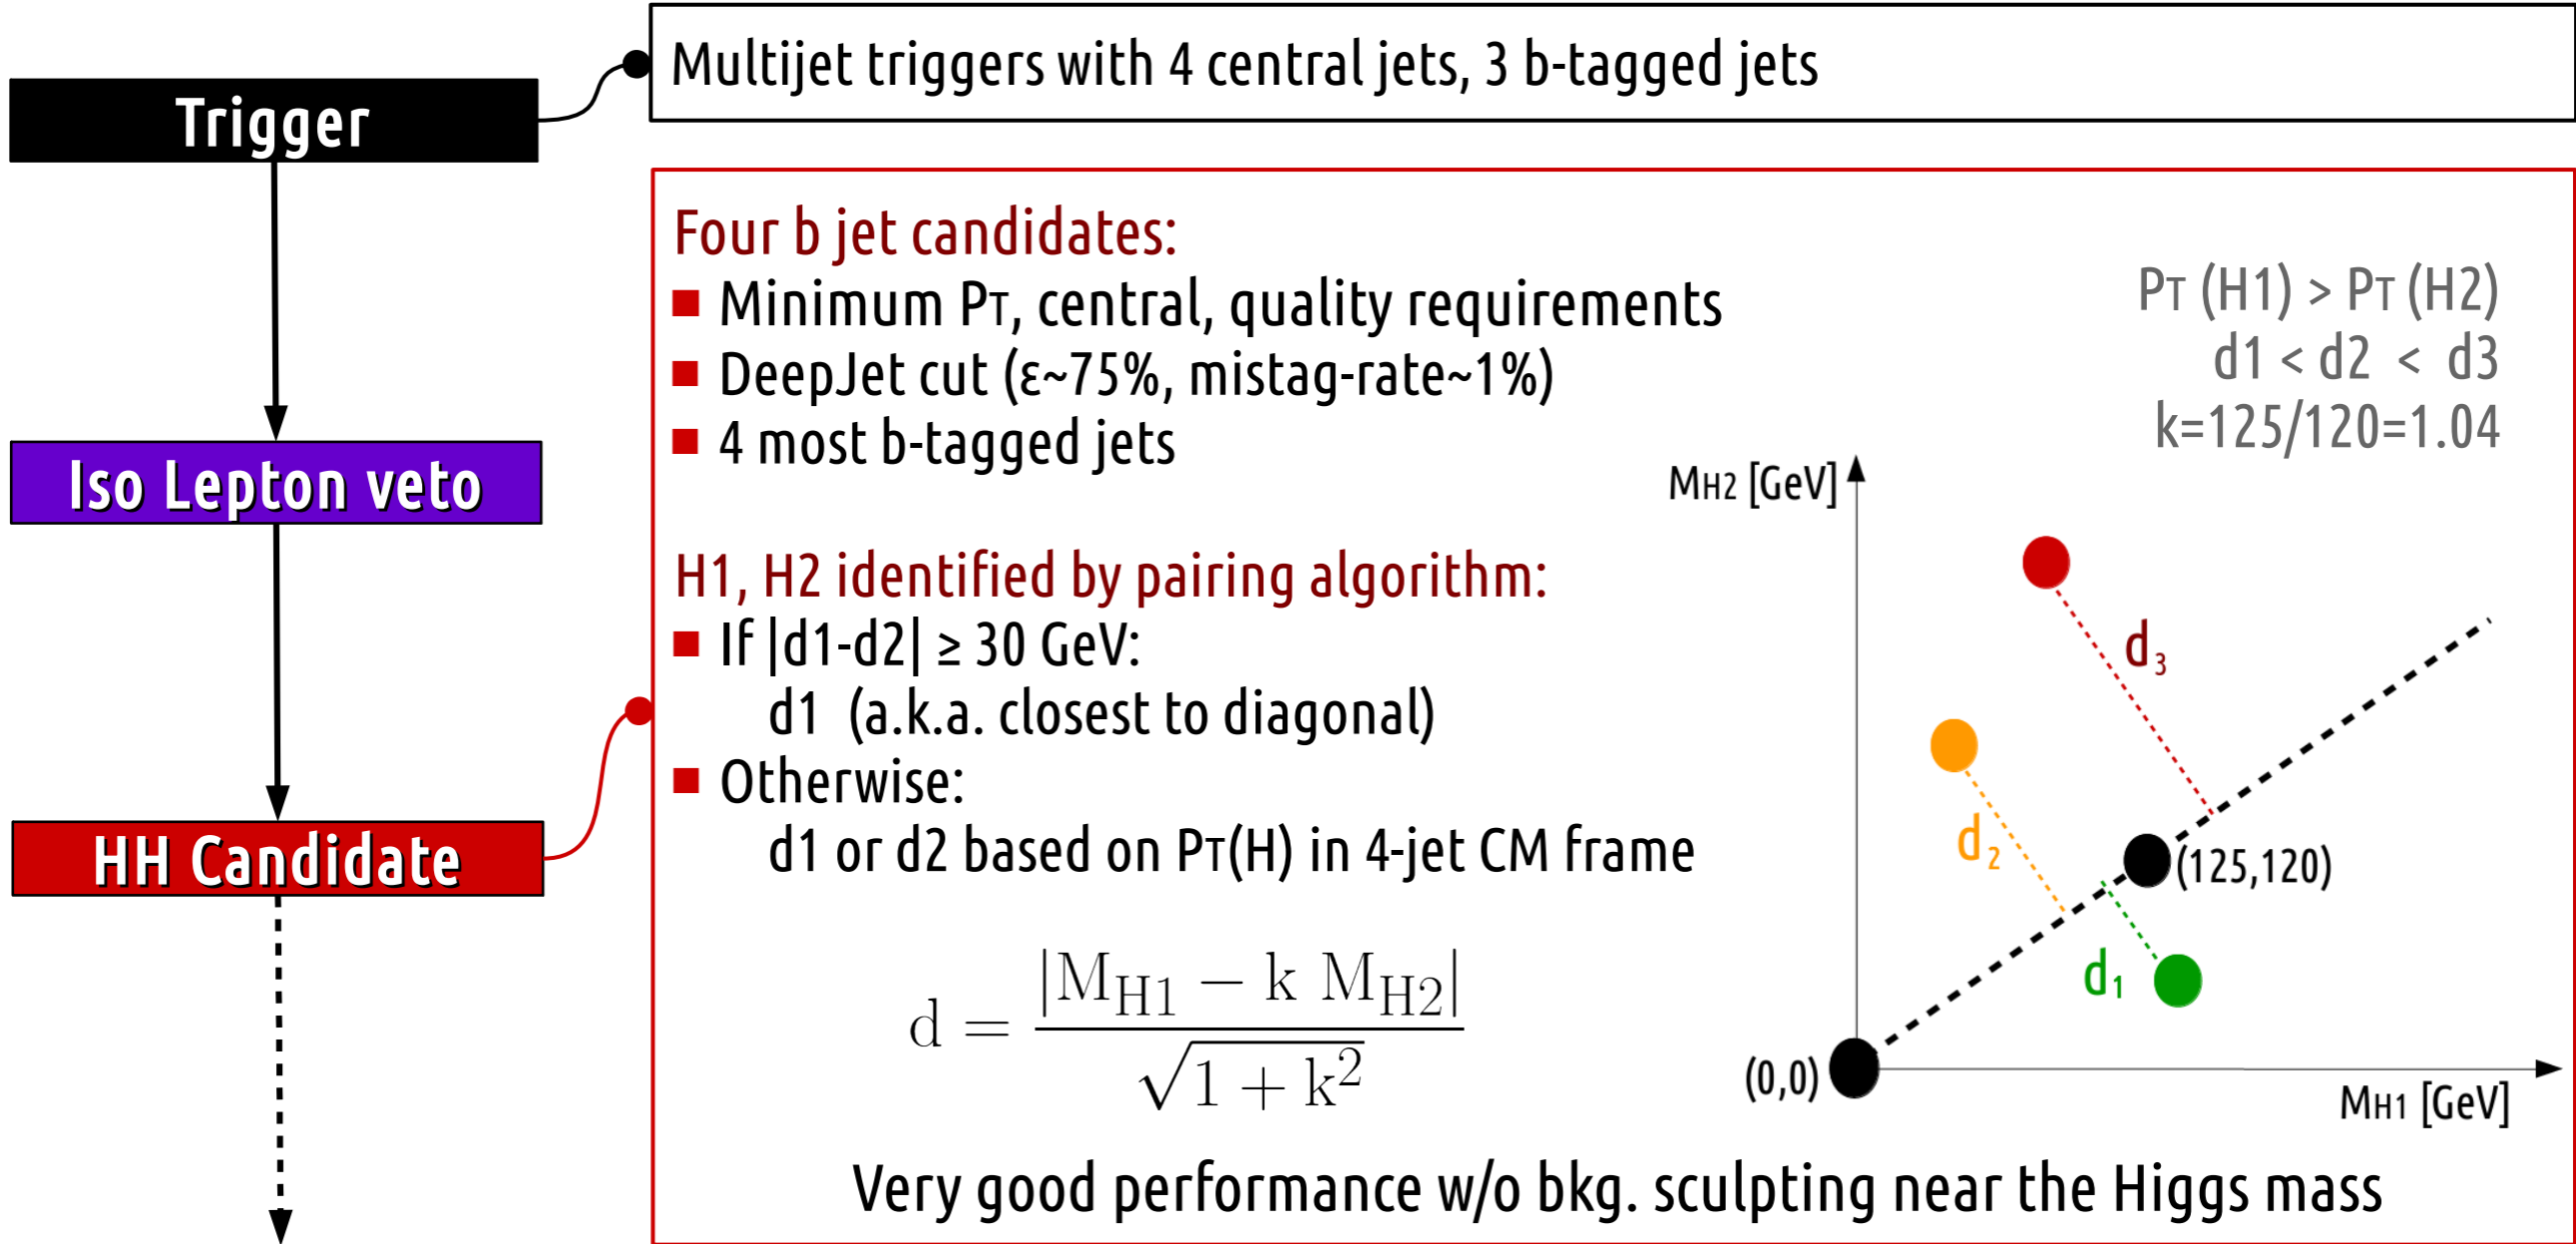 Trigger
Multijet triggers with 4 central jets, 3 b-tagged jets
Iso Lepton veto
HH Candidate
Four b jet candidates:
■ Minimum PT, central, quality requirements
■ DeepJet cut (ε~75%, mistag-rate~1%)
■ 4 most b-tagged jets
H1, H2 identified by pairing algorithm:
■ If |d1-d2| ≥ 30 GeV:
d1 (a.k.a. closest to diagonal)
■ Otherwise:
d1 or d2 based on PT(H) in 4-jet CM frame
d = |M_H1 − k M_H2| / √(1 + k²)
PT (H1) > PT (H2)
d1 < d2 < d3
k=125/120=1.04
MH2 [GeV]
d3
d2
(125,120)
d1
(0,0)
MH1 [GeV]
Very good performance w/o bkg. sculpting near the Higgs mass